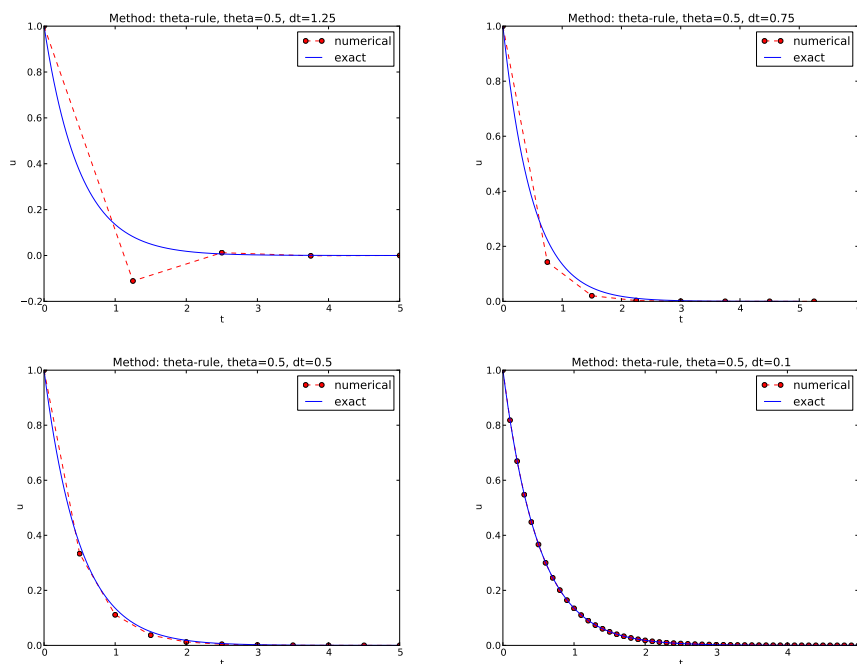 Method: theta-rule, theta=0.5, dt=1.25
numerical
exact
1.0
0.8
0.6
0.4
0.2
0.0
−0.2
u
0 1 2 3 4 5
t
Method: theta-rule, theta=0.5, dt=0.75
numerical
exact
1.0
0.8
0.6
0.4
0.2
0.0
u
0 1 2 3 4 5
t
Method: theta-rule, theta=0.5, dt=0.5
numerical
exact
1.0
0.8
0.6
0.4
0.2
0.0
u
0 1 2 3 4 5
t
Method: theta-rule, theta=0.5, dt=0.1
numerical
exact
1.0
0.8
0.6
0.4
0.2
0.0
u
0 1 2 3 4
t